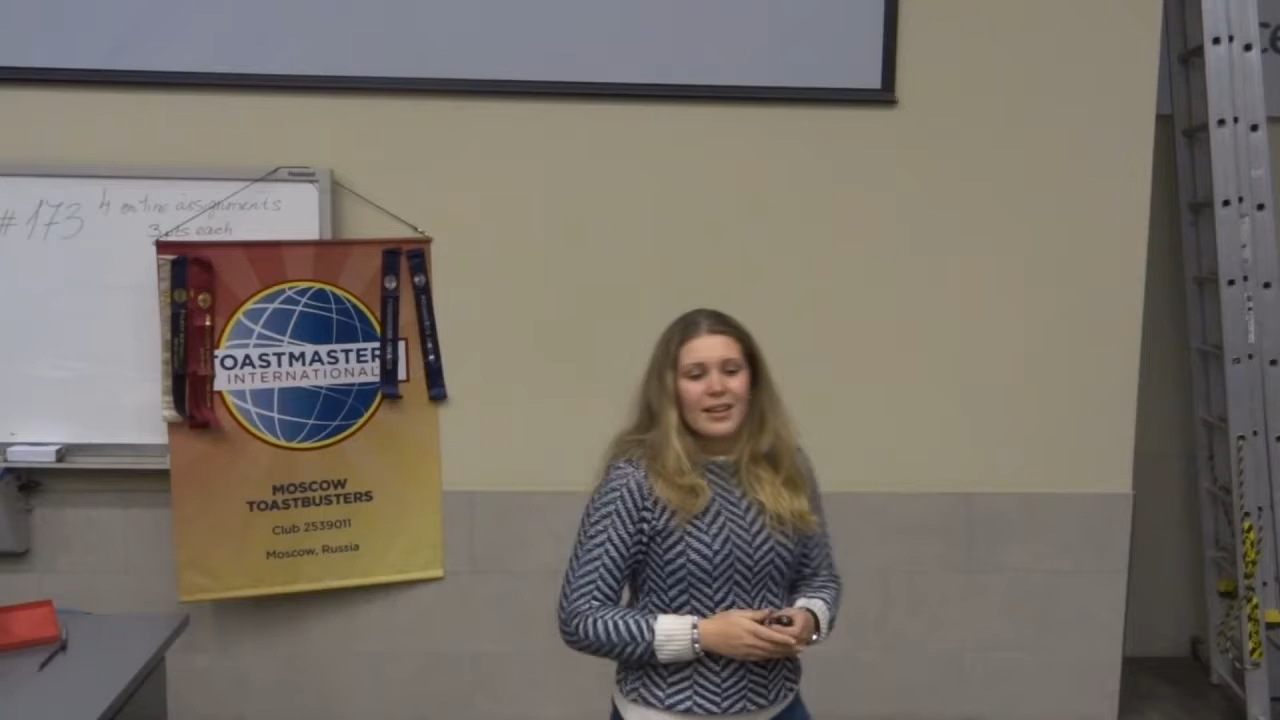 #173 4 online assignments
3 pts each
TOASTMASTERS
INTERNATIONAL
MOSCOW
TOASTBUSTERS
Club 2539011
Moscow, Russia